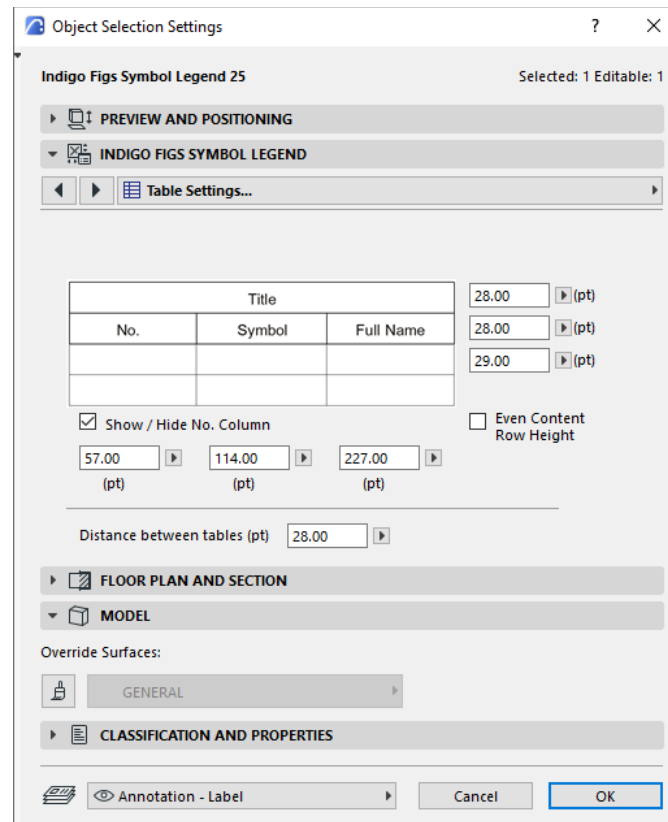 Object Selection Settings ?
Indigo Figs Symbol Legend 25 Selected: 1 Editable: 1
PREVIEW AND POSITIONING
INDIGO FIGS SYMBOL LEGEND
Table Settings...
Title 28.00 (pt)
No. Symbol Full Name 28.00 (pt)
29.00 (pt)
Show / Hide No. Column Even Content
Row Height
57.00 114.00 227.00
(pt) (pt) (pt)
Distance between tables (pt) 28.00
FLOOR PLAN AND SECTION
MODEL
Override Surfaces:
GENERAL
CLASSIFICATION AND PROPERTIES
Annotation - Label Cancel OK